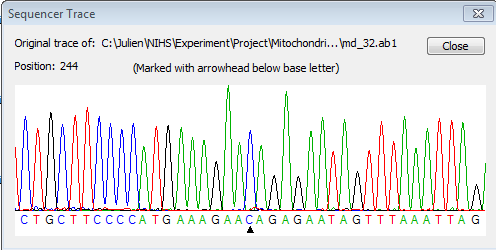 Sequencer Trace
Original trace of: C:\Julien\NIHS\Experiment\Project\Mitochondri...\md_32.ab1
Close
Position: 244 (Marked with arrowhead below base letter)
CTGCTTCCCCATGAAAGAACAGAGAATAGTTTAAATTAG